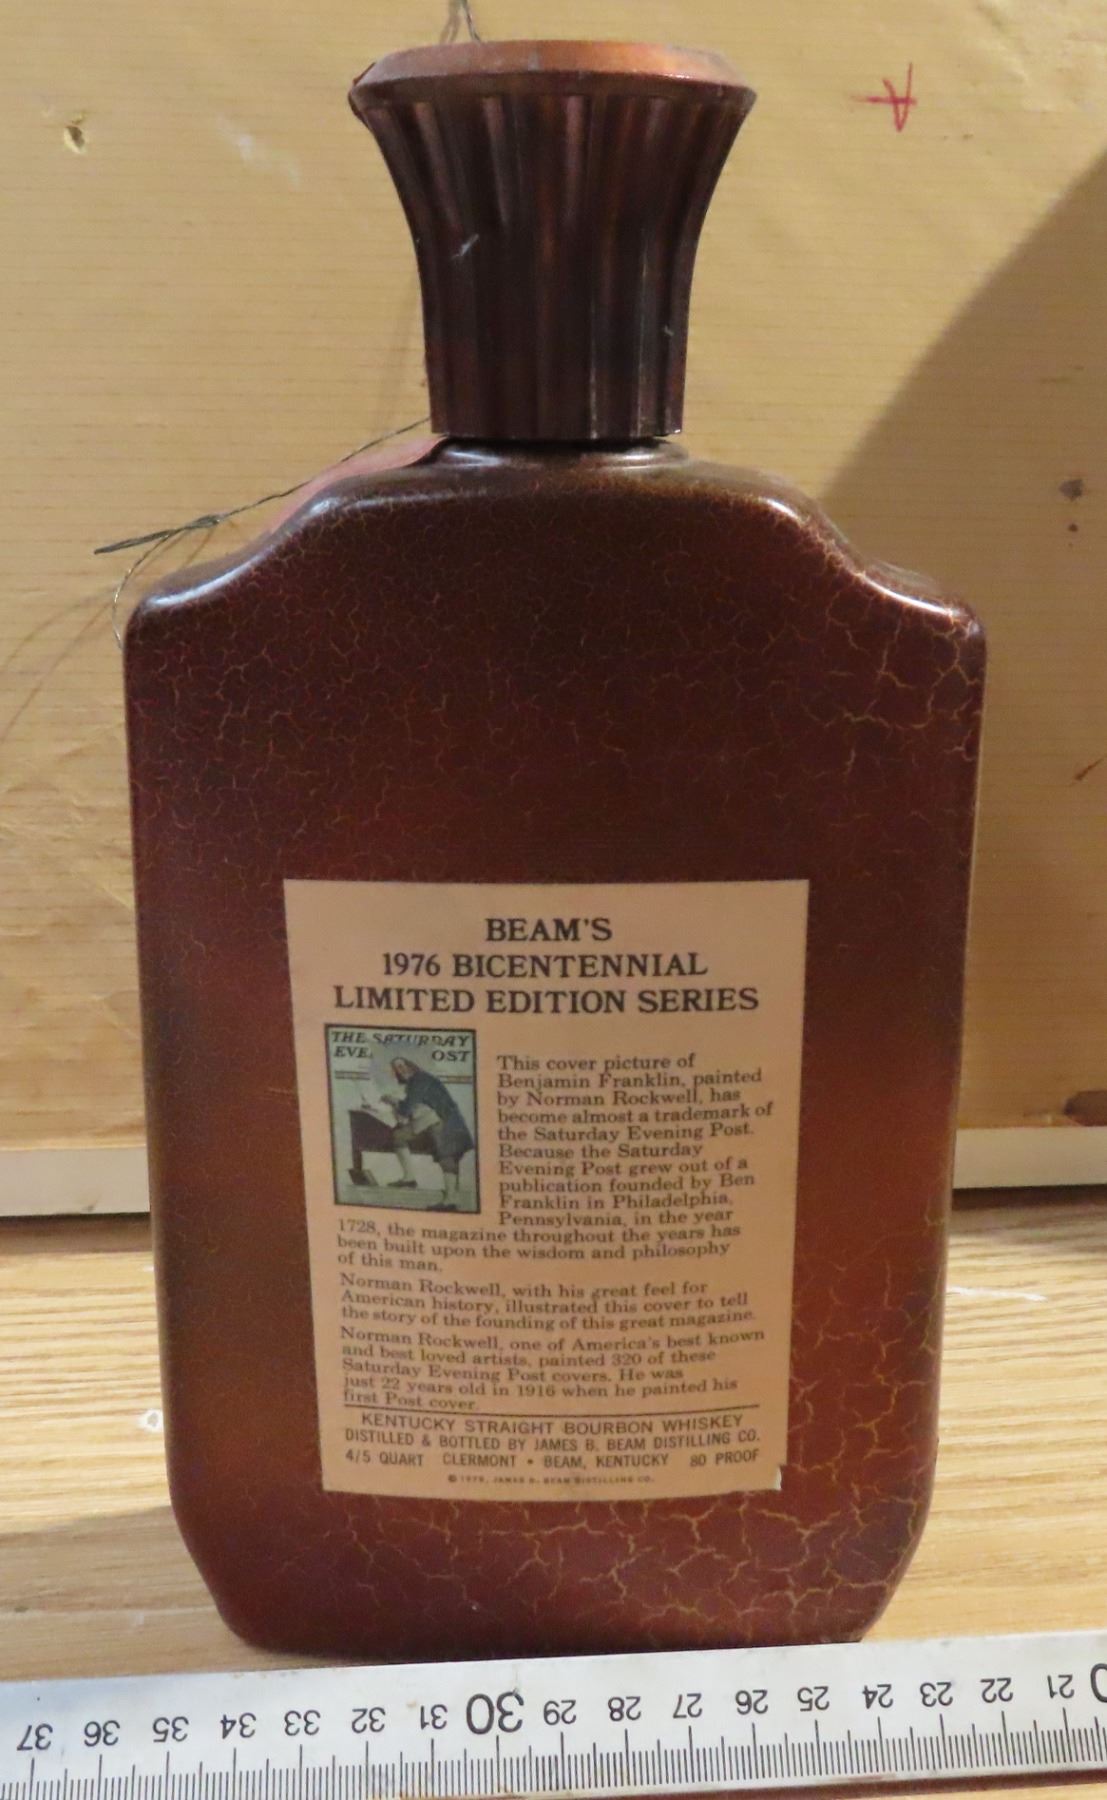 A
BEAM'S
1976 BICENTENNIAL
LIMITED EDITION SERIES
THE SATURDAY
EVE OST
This cover picture of
Benjamin Franklin, painted
by Norman Rockwell, has
become almost a trademark of
the Saturday Evening Post.
Because the Saturday
Evening Post grew out of a
publication founded by Ben
Franklin in Philadelphia,
Pennsylvania, in the year
1728, the magazine throughout the years has
been built upon the wisdom and philosophy
of this man.
Norman Rockwell, with his great feel for
American history, illustrated this cover to tell
the story of the founding of this great magazine.
Norman Rockwell, one of America's best known
and best loved artists, painted 320 of these
Saturday Evening Post covers. He was
just 22 years old in 1916 when he painted his
first Post cover.
KENTUCKY STRAIGHT BOURBON WHISKEY
DISTILLED & BOTTLED BY JAMES B. BEAM DISTILLING CO.
4/5 QUART CLERMONT • BEAM, KENTUCKY 80 PROOF
JAMES B. BEAM DISTILLING CO.
37 36 35 34 33 32 31 30 29 28 27 26 25 24 23 22 21